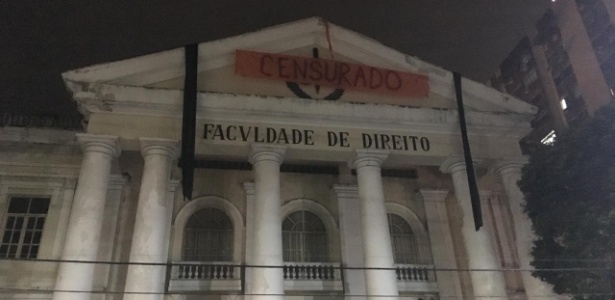 CENSURADO
FACVLDADE DE DIREITO